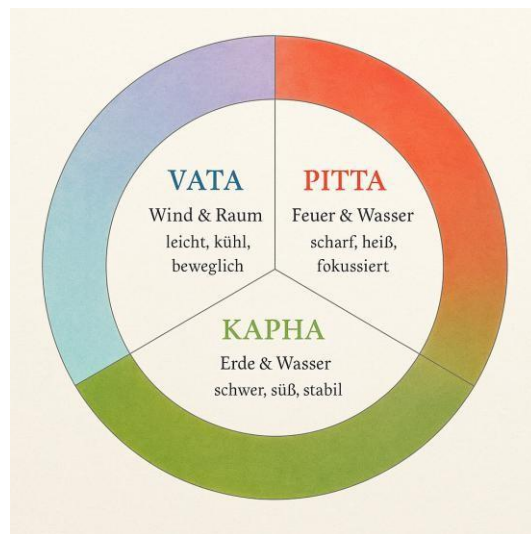 VATA
Wind & Raum
leicht, kühl,
beweglich
PITTA
Feuer & Wasser
scharf, heiß,
fokussiert
KAPHA
Erde & Wasser
schwer, süß, stabil